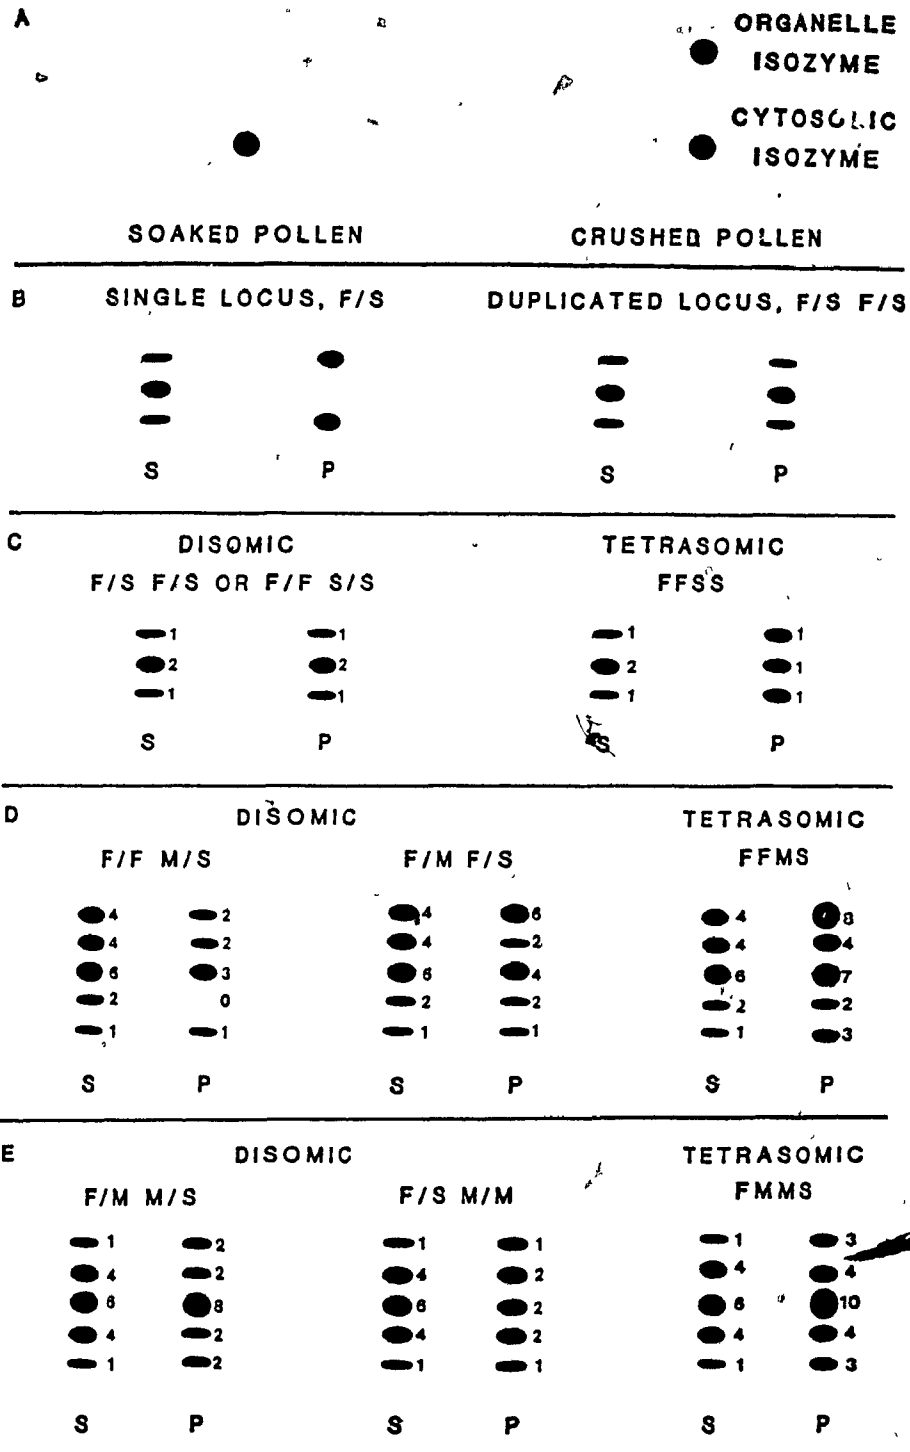 A
ORGANELLE
ISOZYME
CYTOSOLIC
ISOZYME
SOAKED POLLEN CRUSHED POLLEN
B SINGLE LOCUS, F/S DUPLICATED LOCUS, F/S F/S
S P S P
C DISOMIC TETRASOMIC
F/S F/S OR F/F S/S FFSS
1 1 1 1
2 2 2 1
1 1 1 1
S P S P
D DISOMIC TETRASOMIC
F/F M/S F/M F/S FFMS
4 2 4 6 4 8
4 2 4 2 4 4
6 3 6 4 6 7
2 0 2 2 2 2
1 1 1 1 1 3
S P S P S P
E DISOMIC TETRASOMIC
F/M M/S F/S M/M FMMS
1 2 1 1 1 3
4 2 4 2 4 4
6 8 6 2 6 10
4 2 4 2 4 4
1 2 1 1 1 3
S P S P S P